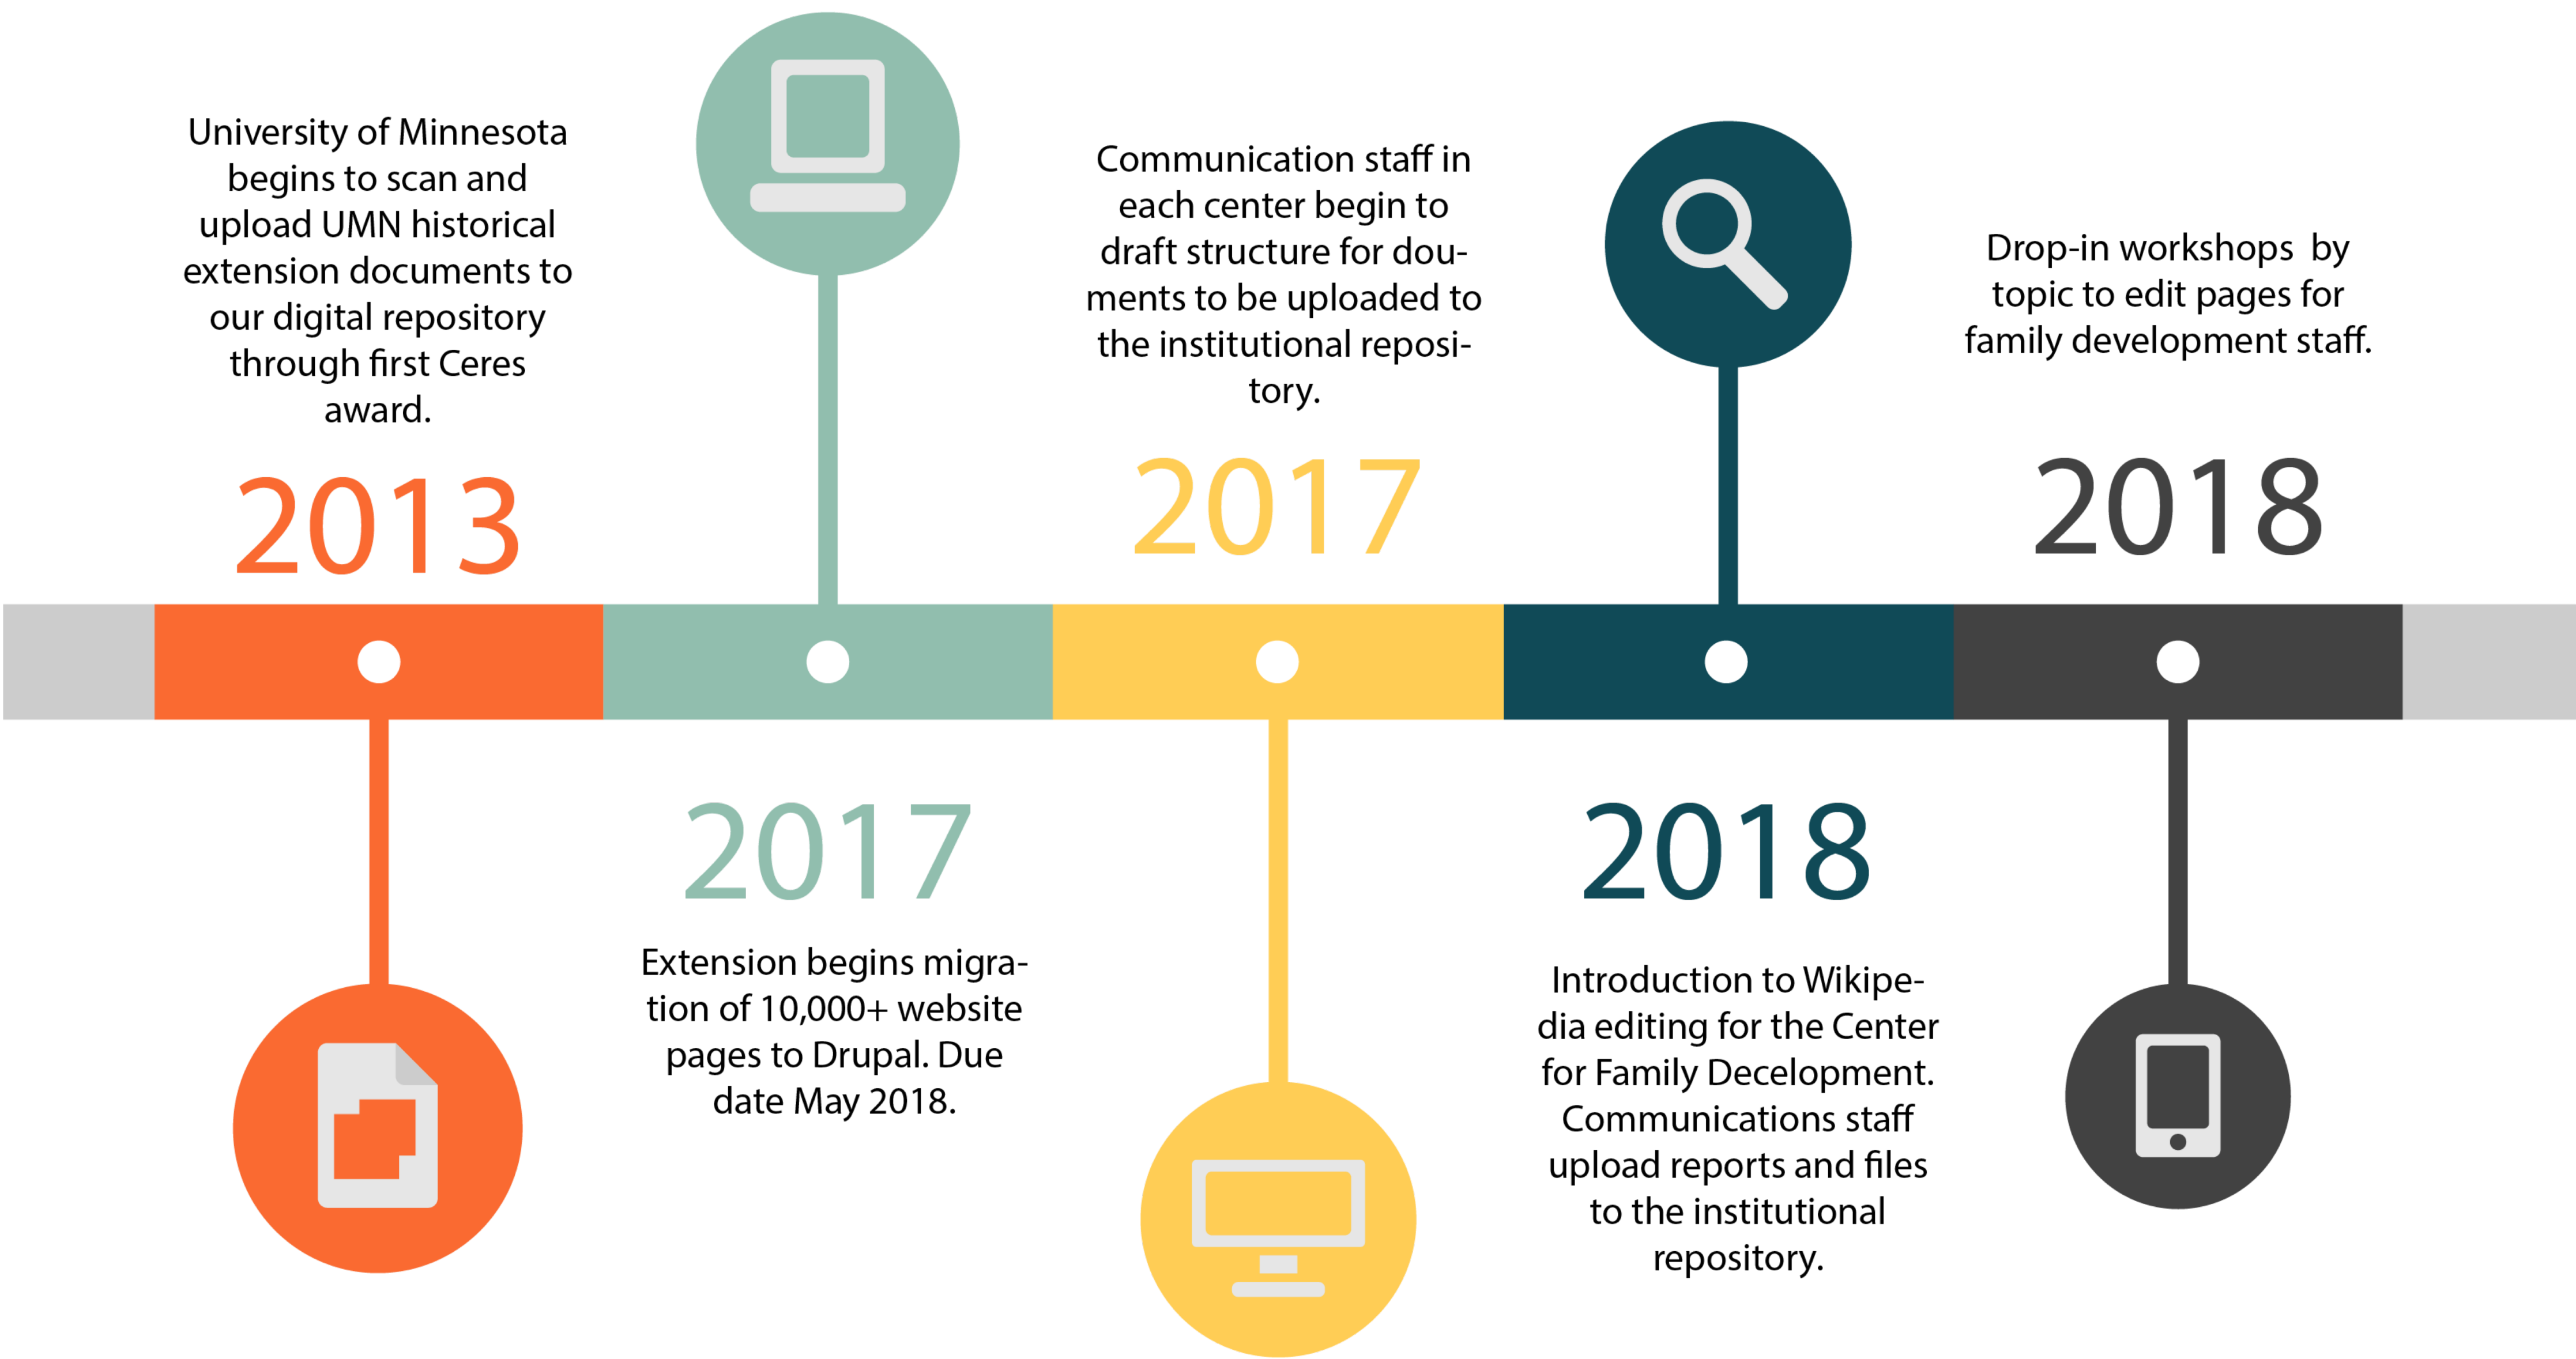 University of Minnesota
begins to scan and
upload UMN historical
extension documents to
our digital repository
through first Ceres
award.
2013
2017
Extension begins migra-
tion of 10,000+ website
pages to Drupal. Due
date May 2018.
Communication staff in
each center begin to
draft structure for dou-
ments to be uploaded to
the institutional reposi-
tory.
2017
2018
Introduction to Wikipe-
dia editing for the Center
for Family Decelopment.
Communications staff
upload reports and files
to the institutional
repository.
Drop-in workshops  by
topic to edit pages for
family development staff.
2018